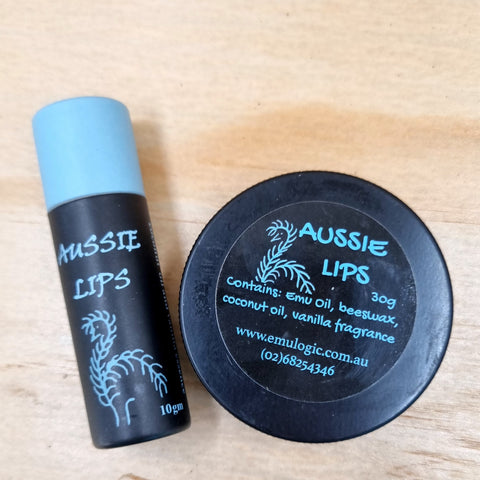 AUSSIE
LIPS
10gm
AUSSIE
LIPS
30g
Contains: Emu Oil, beeswax,
coconut oil, vanilla fragrance
www.emulogic.com.au
(02)68254346